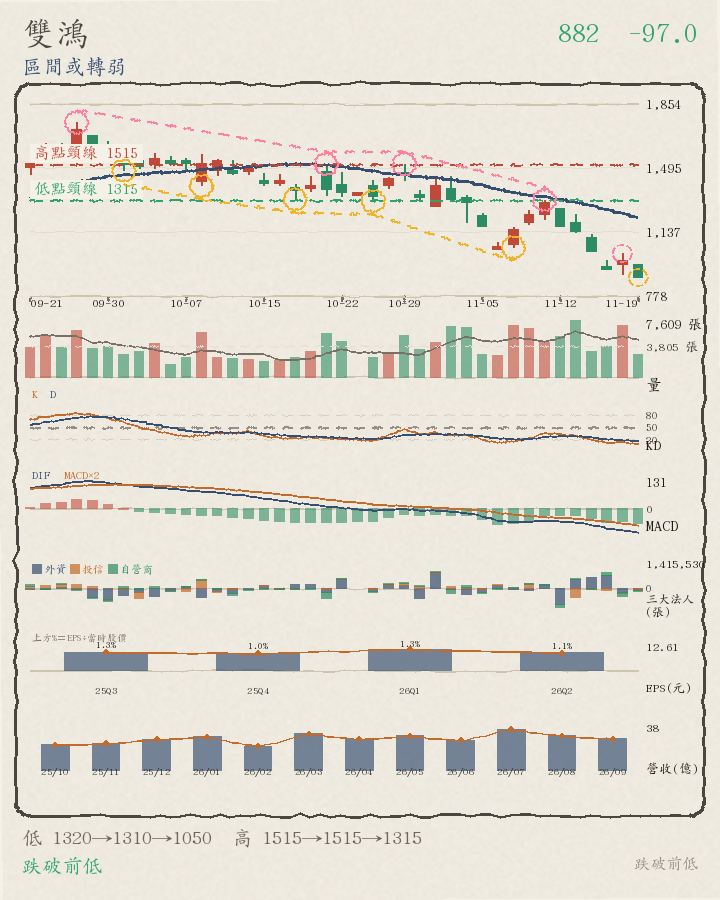 雙鴻
882 -97.0
區間或轉弱
1,854
高點頸線 1515
1,495
低點頸線 1315
1,137
778
09-21 09-30 10-07 10-15 10-22 10-29 11-05 11-12 11-19
7,609 張
3,805 張
量
K D
80
50
20
KD
DIF MACD×2
131
0
MACD
外資 投信 自營商
1,415,530
0
三大法人
(張)
上方%=EPS÷當時股價
1.3% 1.0% 1.3% 1.1%
12.61
25Q3 25Q4 26Q1 26Q2
EPS(元)
38
25/10 25/11 25/12 26/01 26/02 26/03 26/04 26/05 26/06 26/07 26/08 26/09
營收(億)
低 1320→1310→1050 高 1515→1515→1315
跌破前低
跌破前低